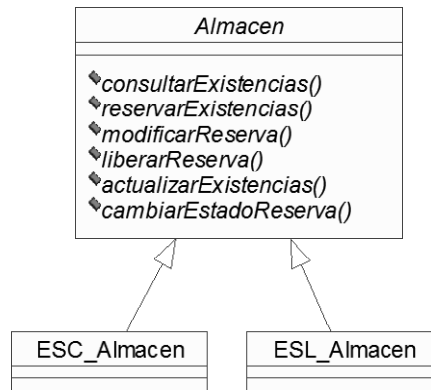 Almacen
consultarExistencias()
reservarExistencias()
modificarReserva()
liberarReserva()
actualizarExistencias()
cambiarEstadoReserva()
ESC_Almacen
ESL_Almacen